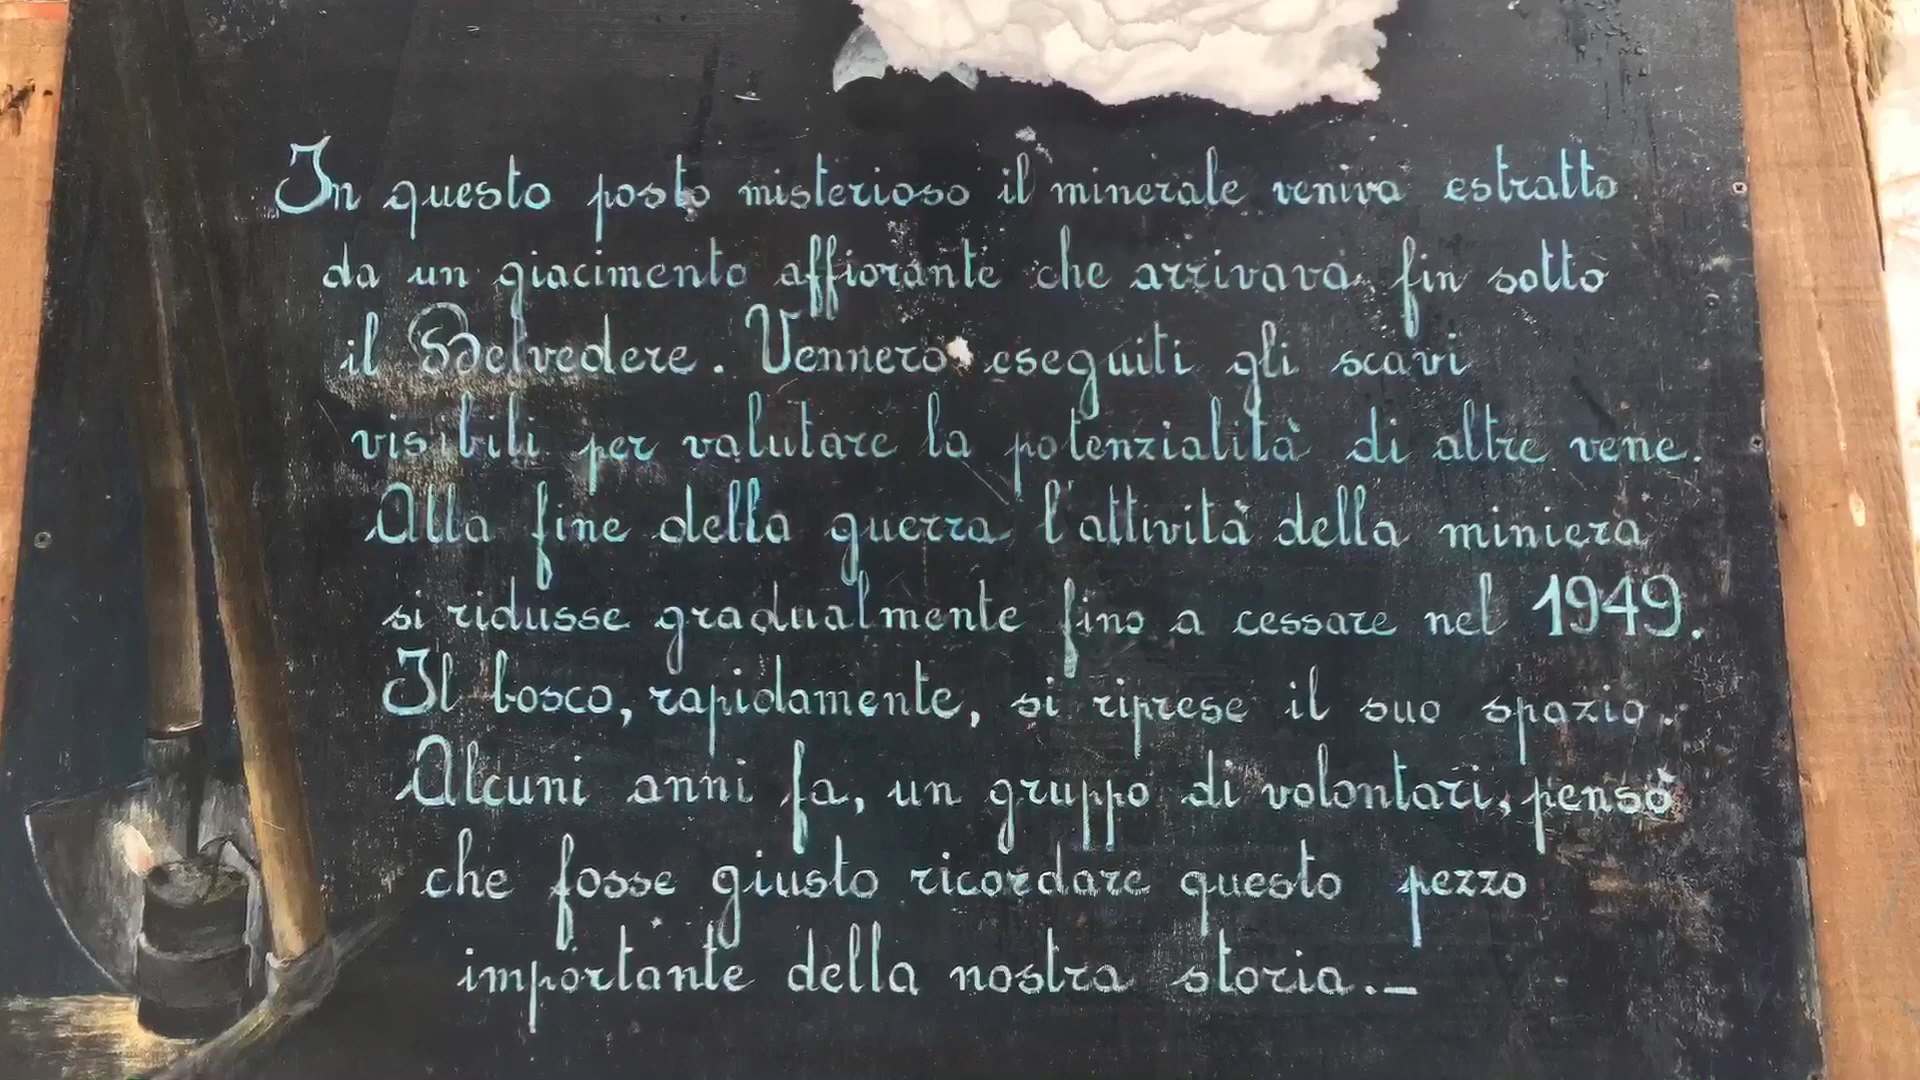 In questo posto misterioso il minerale veniva estratto
da un giacimento affiorante che arrivava fin sotto
il Belvedere. Vennero eseguiti gli scavi
visibili per valutare la potenzialità di altre vene.
Alla fine della guerra l'attività della miniera
si ridusse gradualmente fino a cessare nel 1949.
Il bosco, rapidamente, si riprese il suo spazio.
Alcuni anni fa, un gruppo di volontari, pensò
che fosse giusto ricordare questo pezzo
importante della nostra storia._